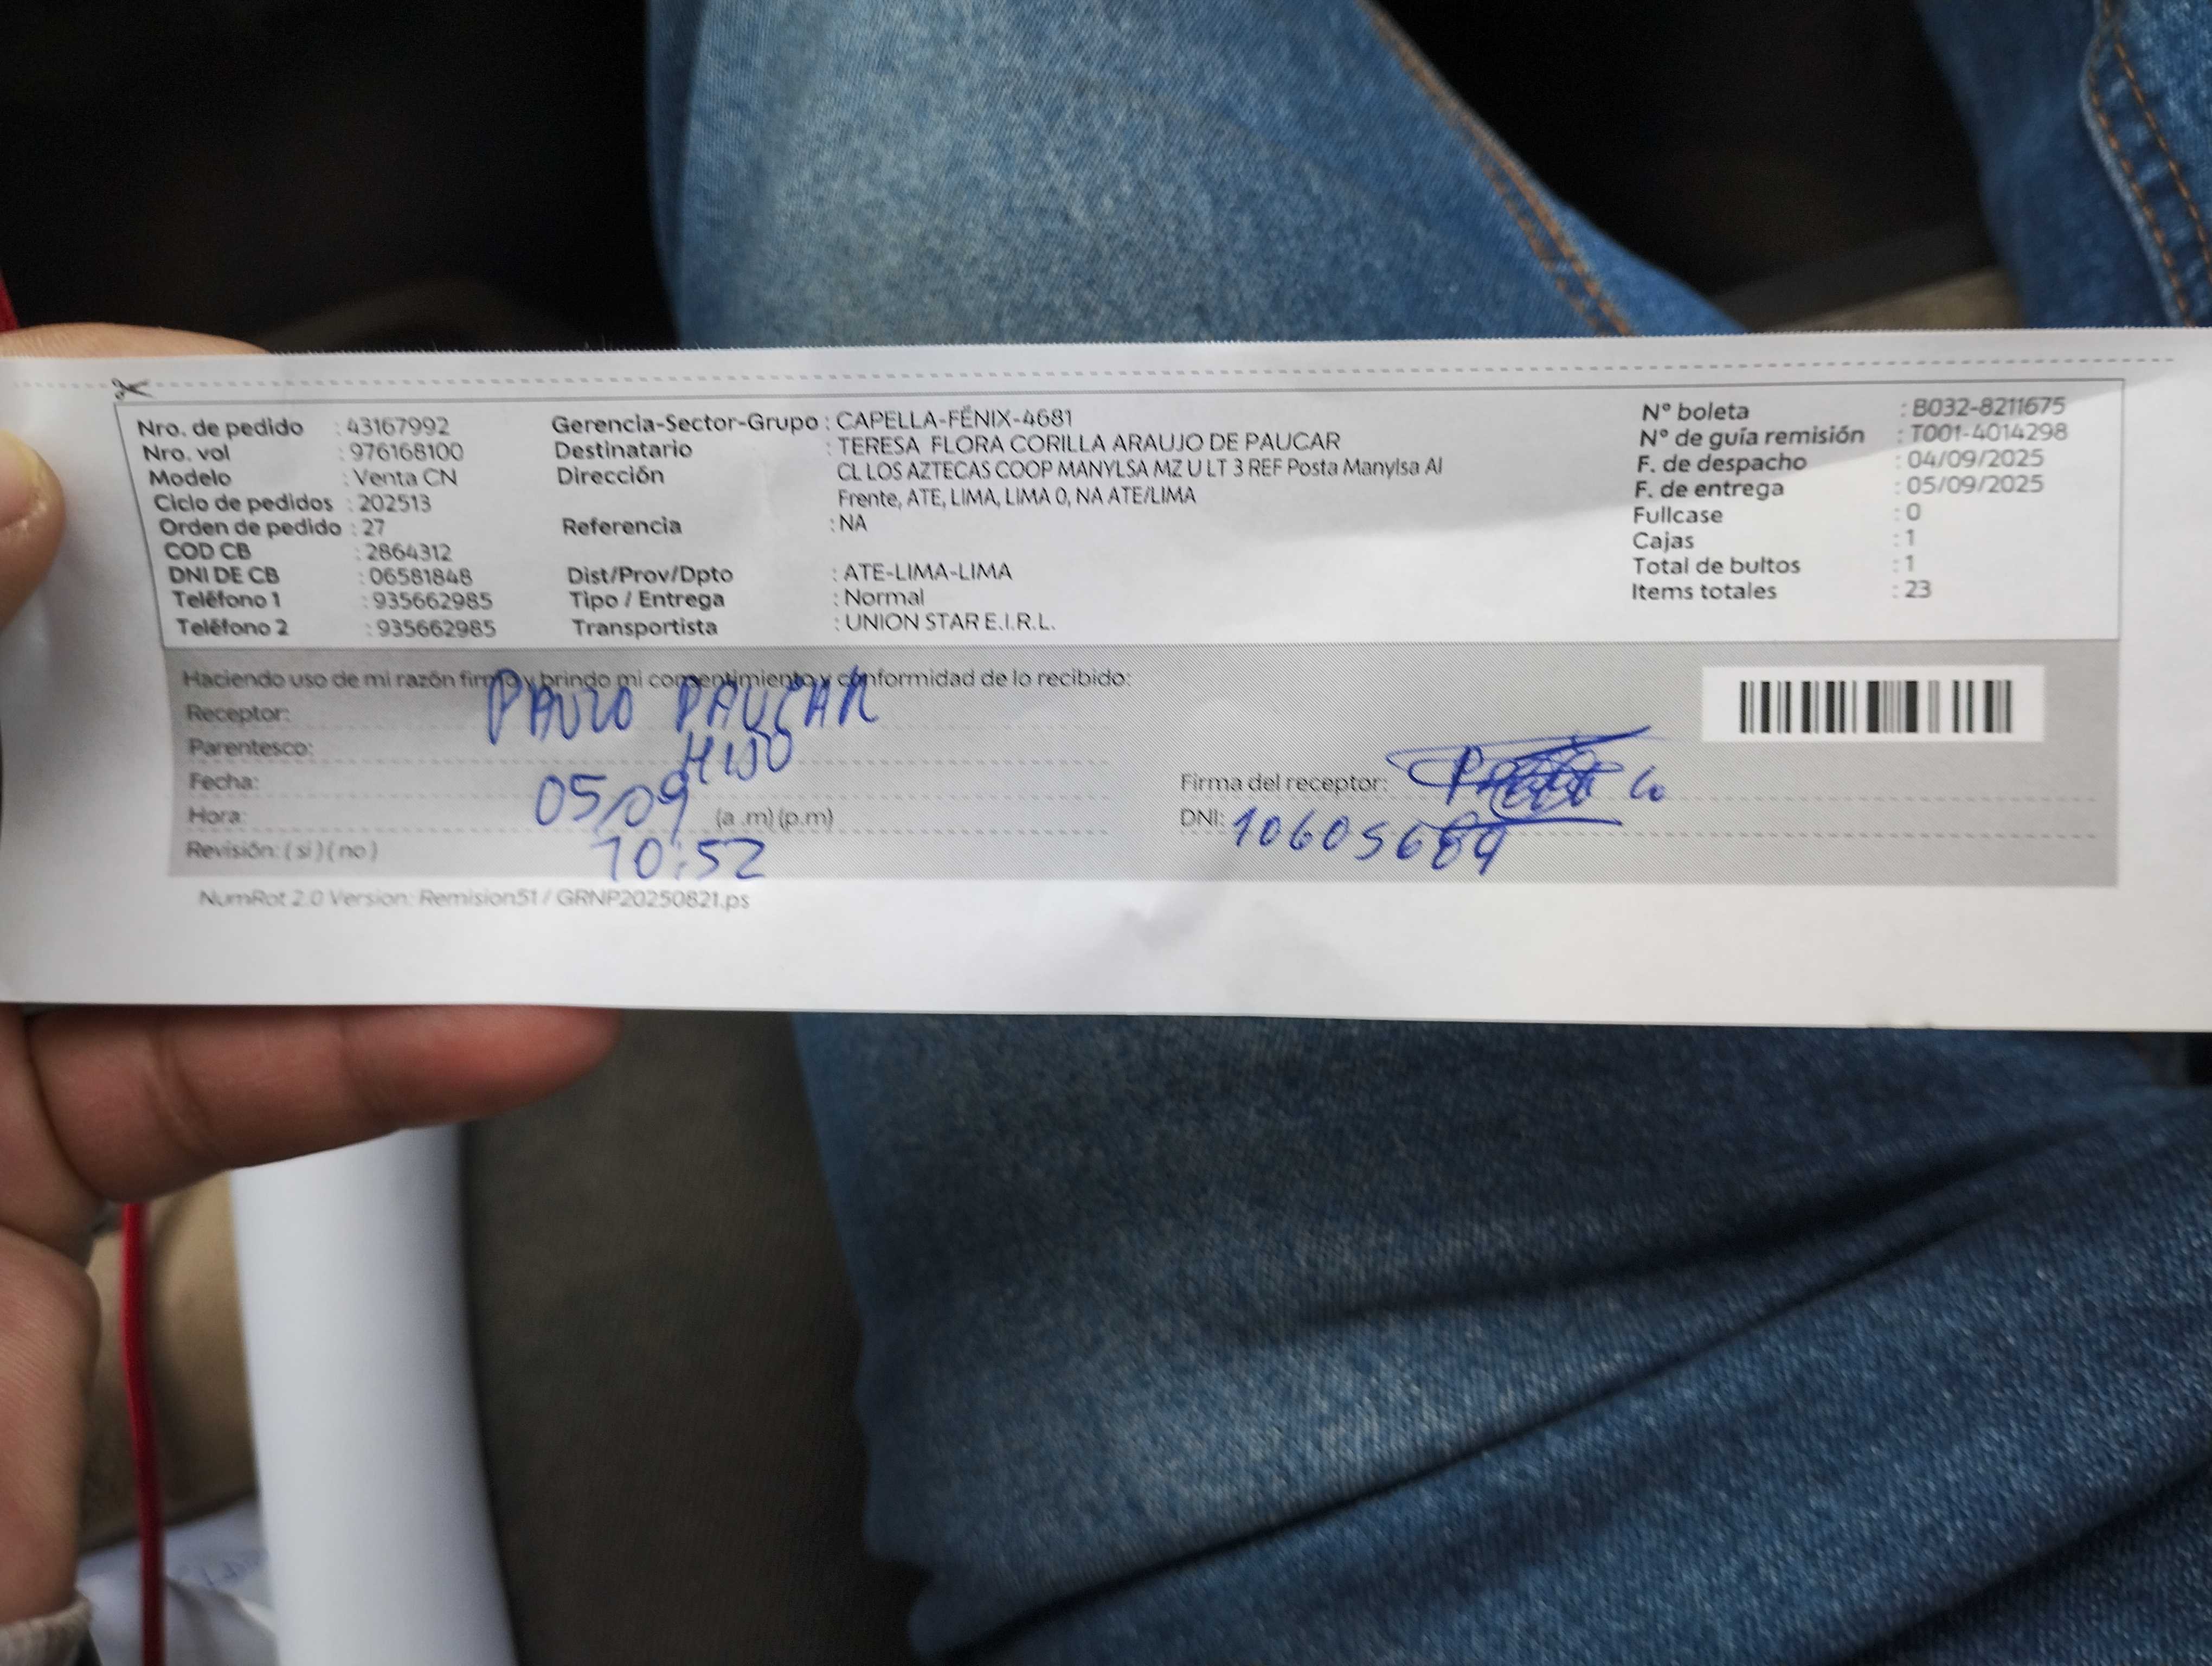 Nro. de pedido : 43167992
Nro. vol : 976168100
Modelo : Venta CN
Ciclo de pedidos : 202513
Orden de pedido : 27
COD CB : 2864312
DNI DE CB : 06581848
Teléfono 1 : 935662985
Teléfono 2 : 935662985
Gerencia-Sector-Grupo : CAPELLA-FÉNIX-4681
Destinatario : TERESA FLORA CORILLA ARAUJO DE PAUCAR
Dirección CL LOS AZTECAS COOP MANYLSA MZ U LT 3 REF Posta Manylsa Al
Frente, ATE, LIMA, LIMA 0, NA ATE/LIMA
Referencia : NA
Dist/Prov/Dpto : ATE-LIMA-LIMA
Tipo / Entrega : Normal
Transportista : UNION STAR E.I.R.L.
Nº boleta : B032-8211675
Nº de guía remisión : T001-4014298
F. de despacho : 04/09/2025
F. de entrega : 05/09/2025
Fullcase : 0
Cajas : 1
Total de bultos : 1
Items totales : 23
Haciendo uso de mi razón firmo y brindo mi consentimiento y conformidad de lo recibido:
Receptor: PAULO PAUCAR
Parentesco: HIJO
Fecha: 05/09
Hora: (a .m) (p.m)
10:52
Revisión: ( si ) ( no )
Firma del receptor:
DNI: 10605689
NumRot 2.0 Version: Remision51 / GRNP20250821.ps